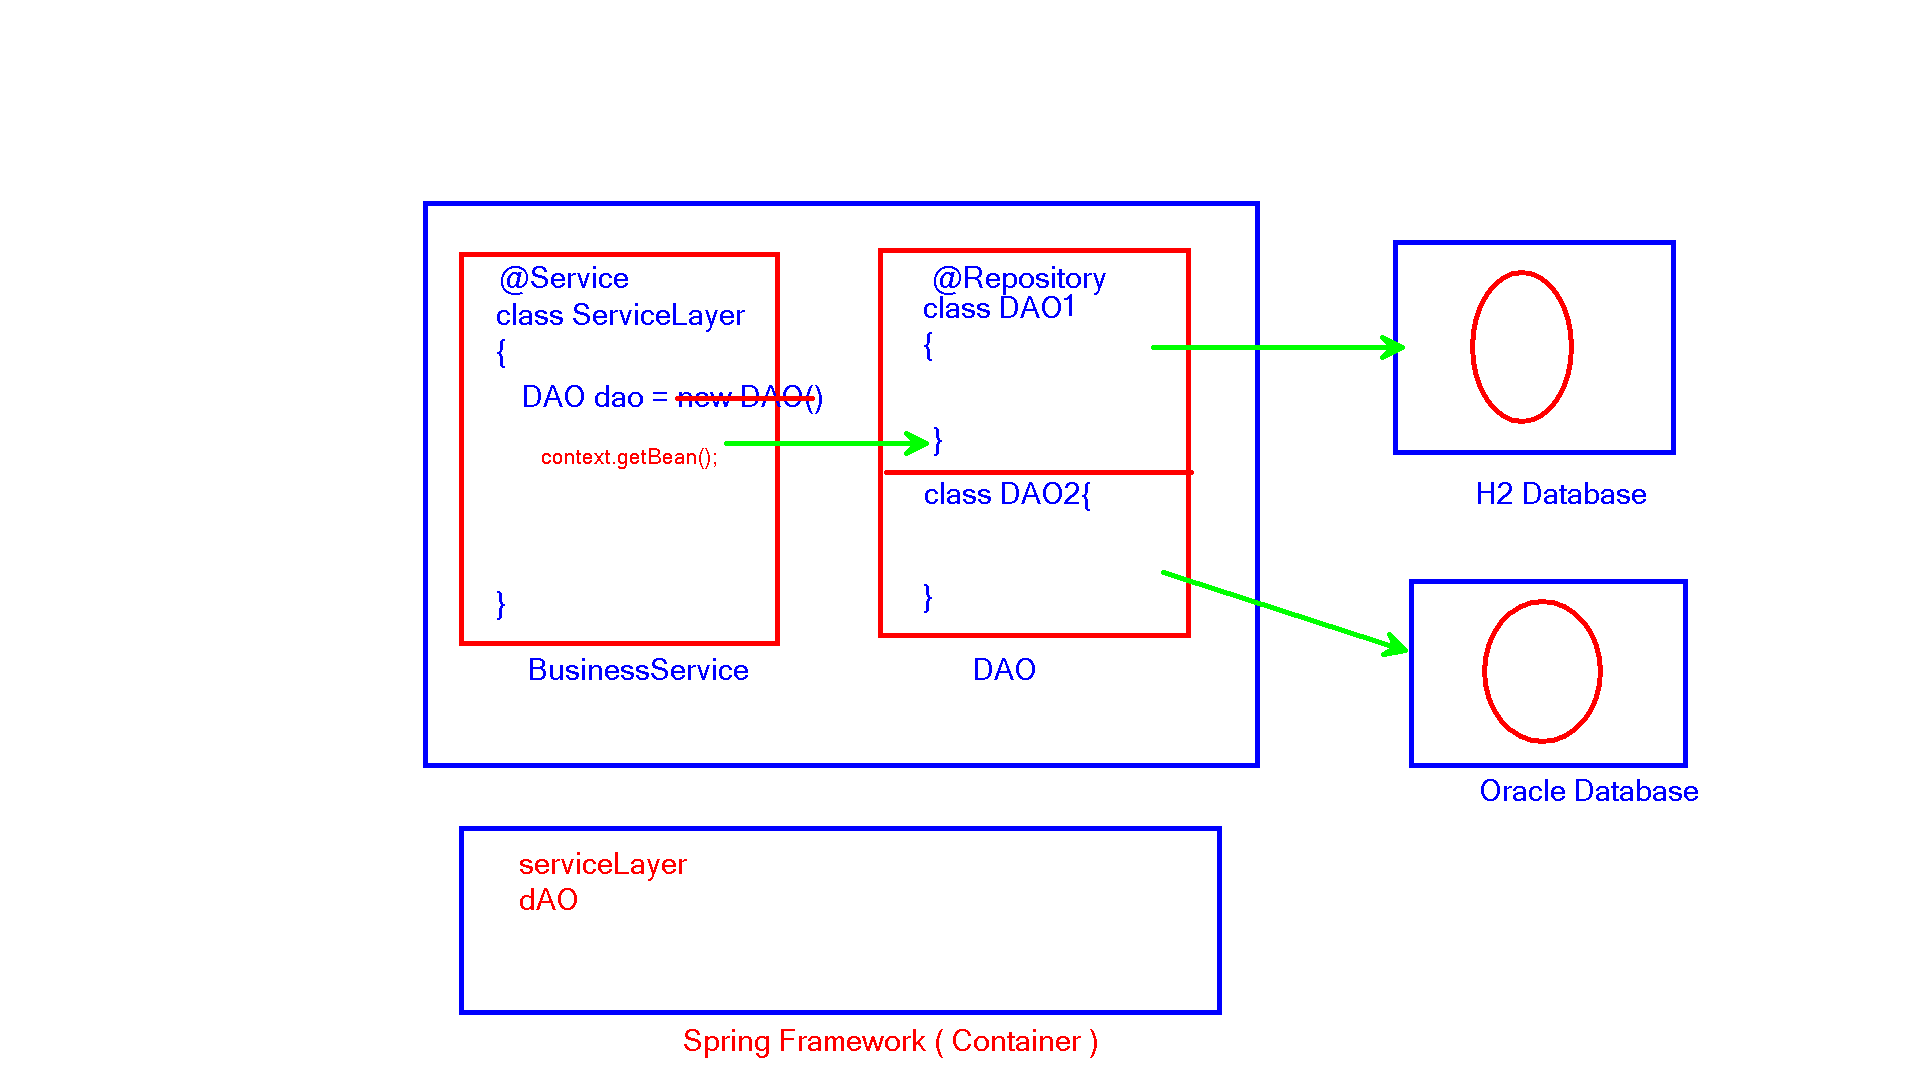 @Service
class ServiceLayer
{
DAO dao = new DAO()
context.getBean();
}
BusinessService
@Repository
class DAO1
{
}
class DAO2{
}
DAO
H2 Database
Oracle Database
serviceLayer
dAO
Spring Framework ( Container )